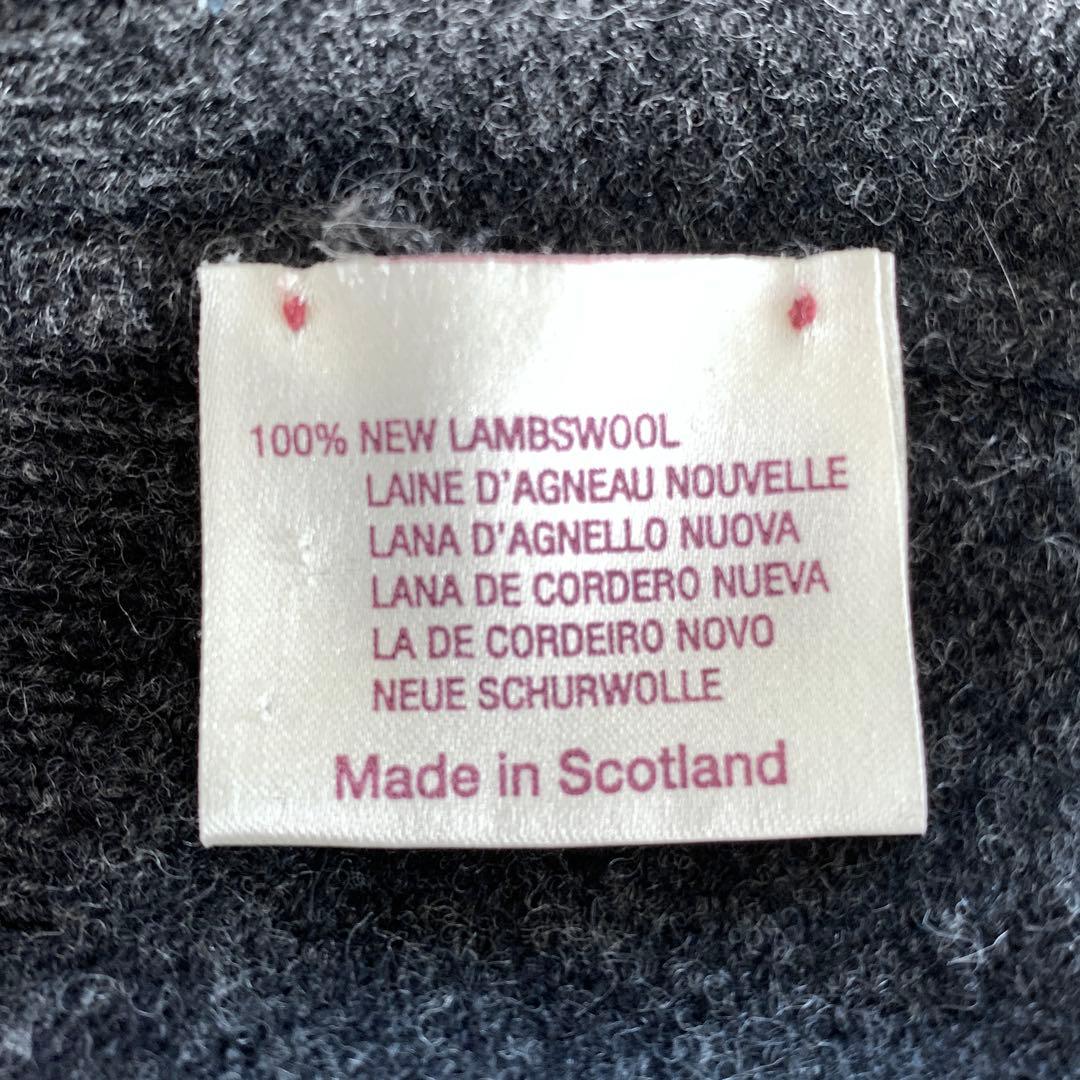 100% NEW LAMBSWOOL
LAINE D'AGNEAU NOUVELLE
LANA D'AGNELLO NUOVA
LANA DE CORDERO NUEVA
LA DE CORDEIRO NOVO
NEUE SCHURWOLLE
Made in Scotland